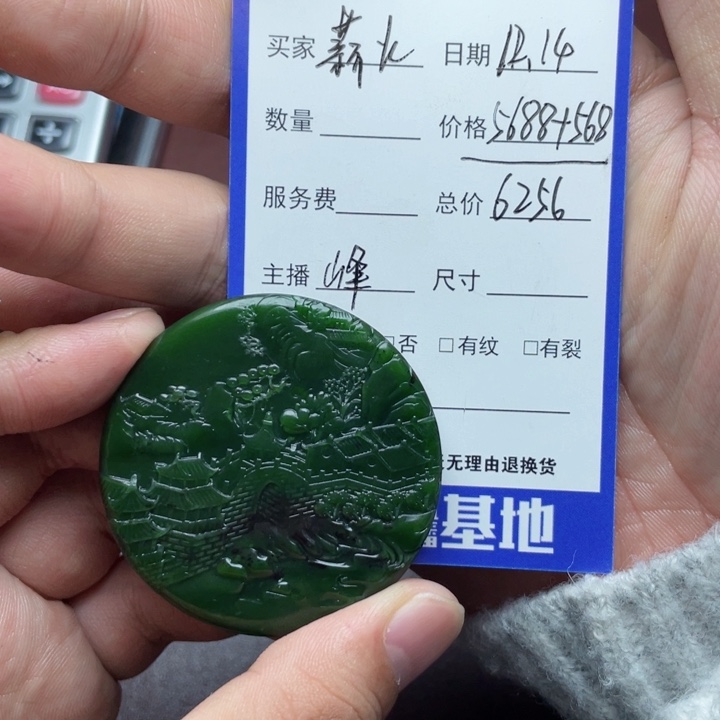 买家 薪火 日期 12.14
数量 价格 5688+568
服务费 总价 6256
主播 峰 尺寸
否 □有纹 □有裂
无理由退换货
基地